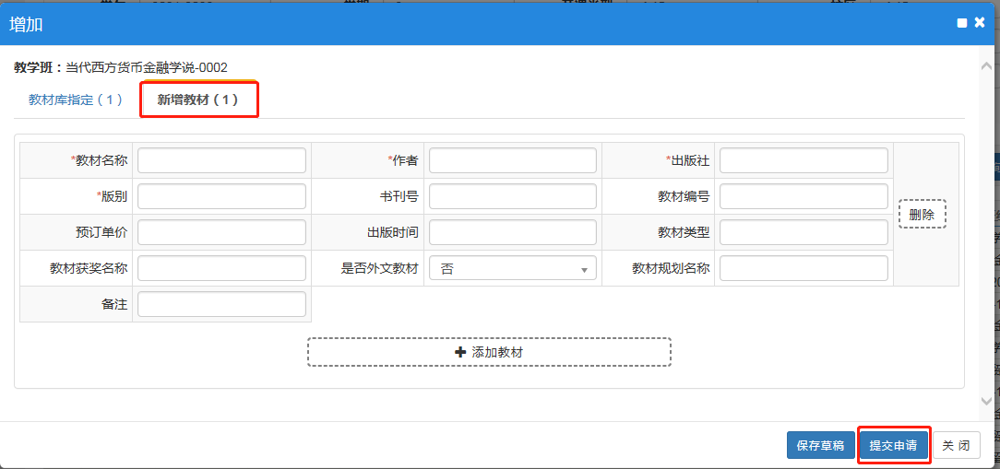 增加
教学班：当代西方货币金融学说-0002
教材库指定（1） 新增教材（1）
*教材名称 *作者 *出版社
*版别 书刊号 教材编号
删除
预订单价 出版时间 教材类型
教材获奖名称 是否外文教材 否 教材规划名称
备注
添加教材
保存草稿 提交申请 关 闭